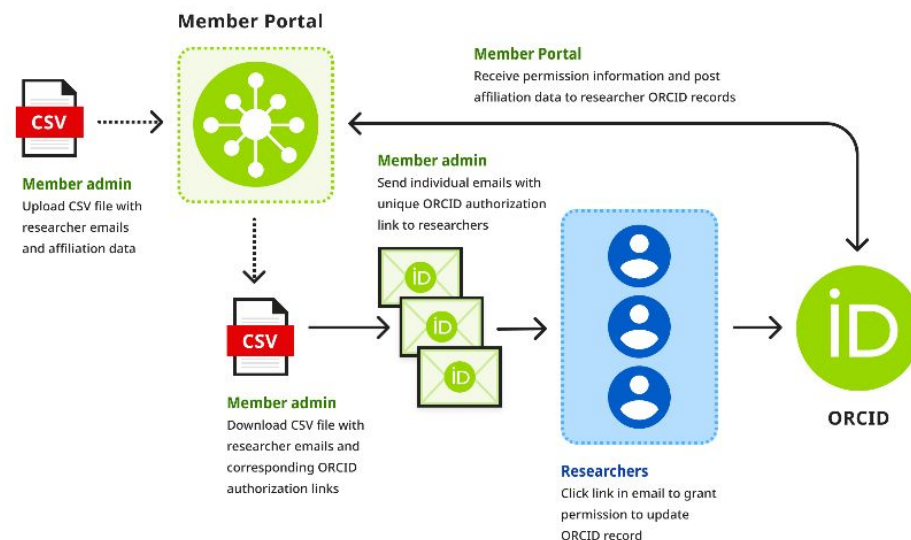 Member Portal
Member Portal
Receive permission information and post
affiliation data to researcher ORCID records
CSV
Member admin
Upload CSV file with
researcher emails
and affiliation data
Member admin
Send individual emails with
unique ORCID authorization
link to researchers
iD
iD
iD
CSV
Member admin
Download CSV file with
researcher emails and
corresponding ORCID
authorization links
Researchers
Click link in email to grant
permission to update
ORCID record
iD
ORCID